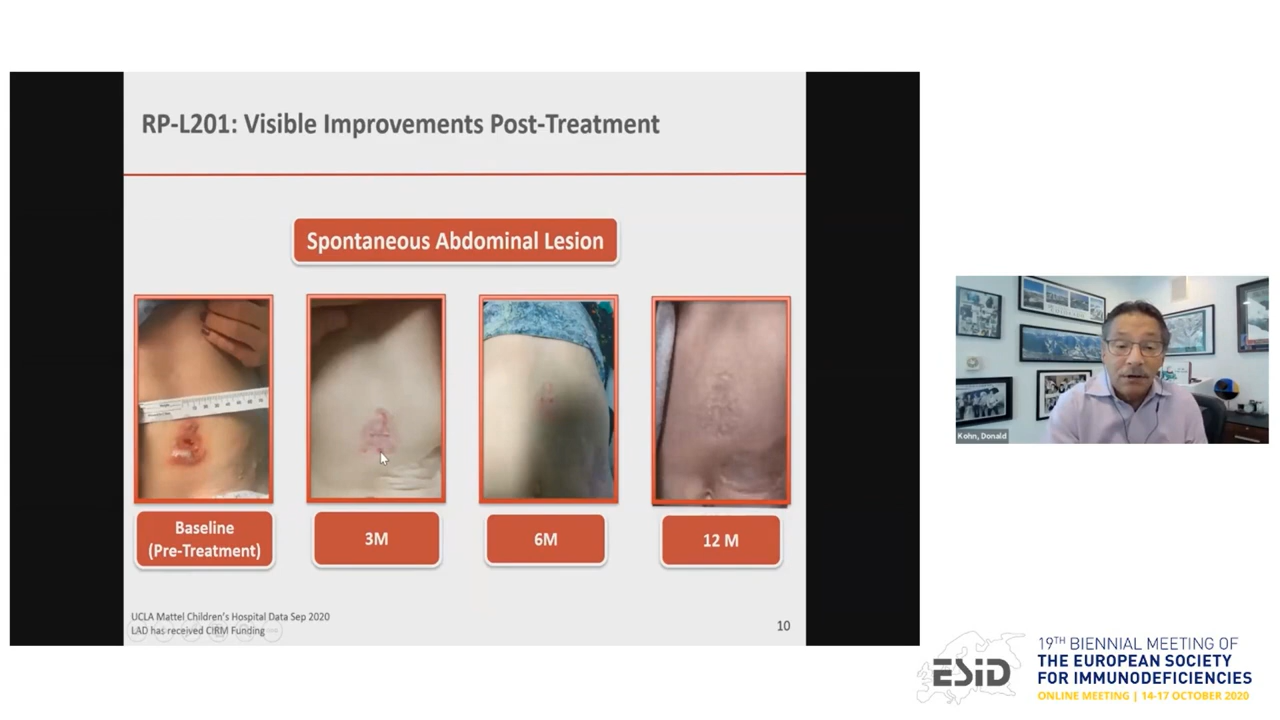 RP-L201: Visible Improvements Post-Treatment
Spontaneous Abdominal Lesion
Baseline
(Pre-Treatment)
3M
6M
12 M
UCLA Mattel Children's Hospital Data Sep 2020
LAD has received CIRM Funding
10
Kohn, Donald
ESiD
19TH BIENNIAL MEETING OF
THE EUROPEAN SOCIETY
FOR IMMUNODEFICIENCIES
ONLINE MEETING | 14-17 OCTOBER 2020